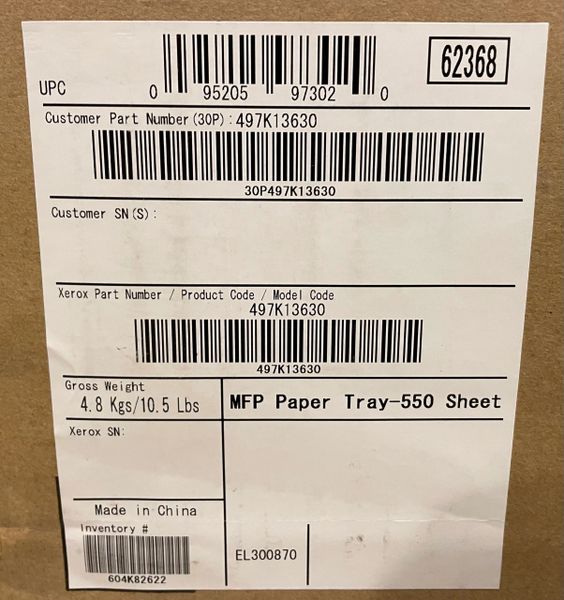 62368
UPC
0 95205 97302 0
Customer Part Number(30P):497K13630
30P497K13630
Customer SN(S):
Xerox Part Number / Product Code / Model Code
497K13630
497K13630
Gross Weight
4.8 Kgs/10.5 Lbs
MFP Paper Tray-550 Sheet
Xerox SN:
Made in China
Inventory #
604K82622
EL300870